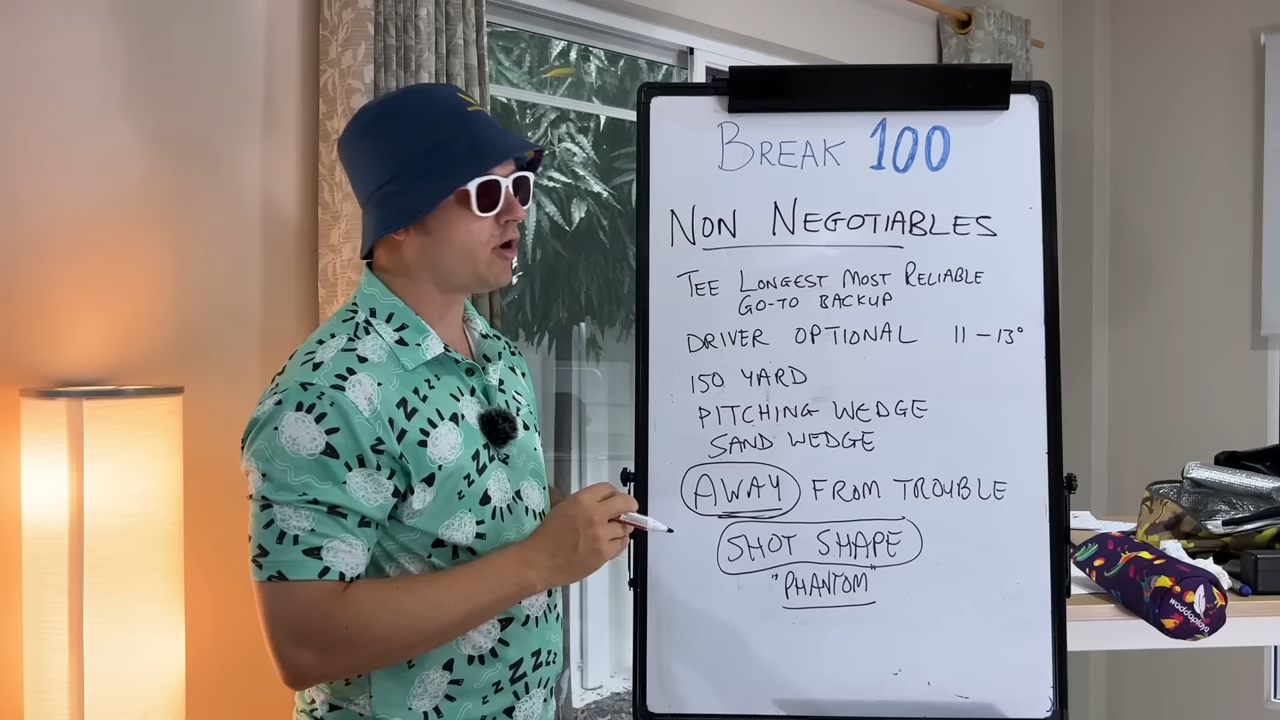 BREAK 100
NON NEGOTIABLES
TEE LONGEST MOST RELIABLE
GO-TO BACKUP
DRIVER OPTIONAL 11-13°
150 YARD
PITCHING WEDGE
SAND WEDGE
AWAY FROM TROUBLE
SHOT SHAPE
"PHANTOM"
waddaplaya